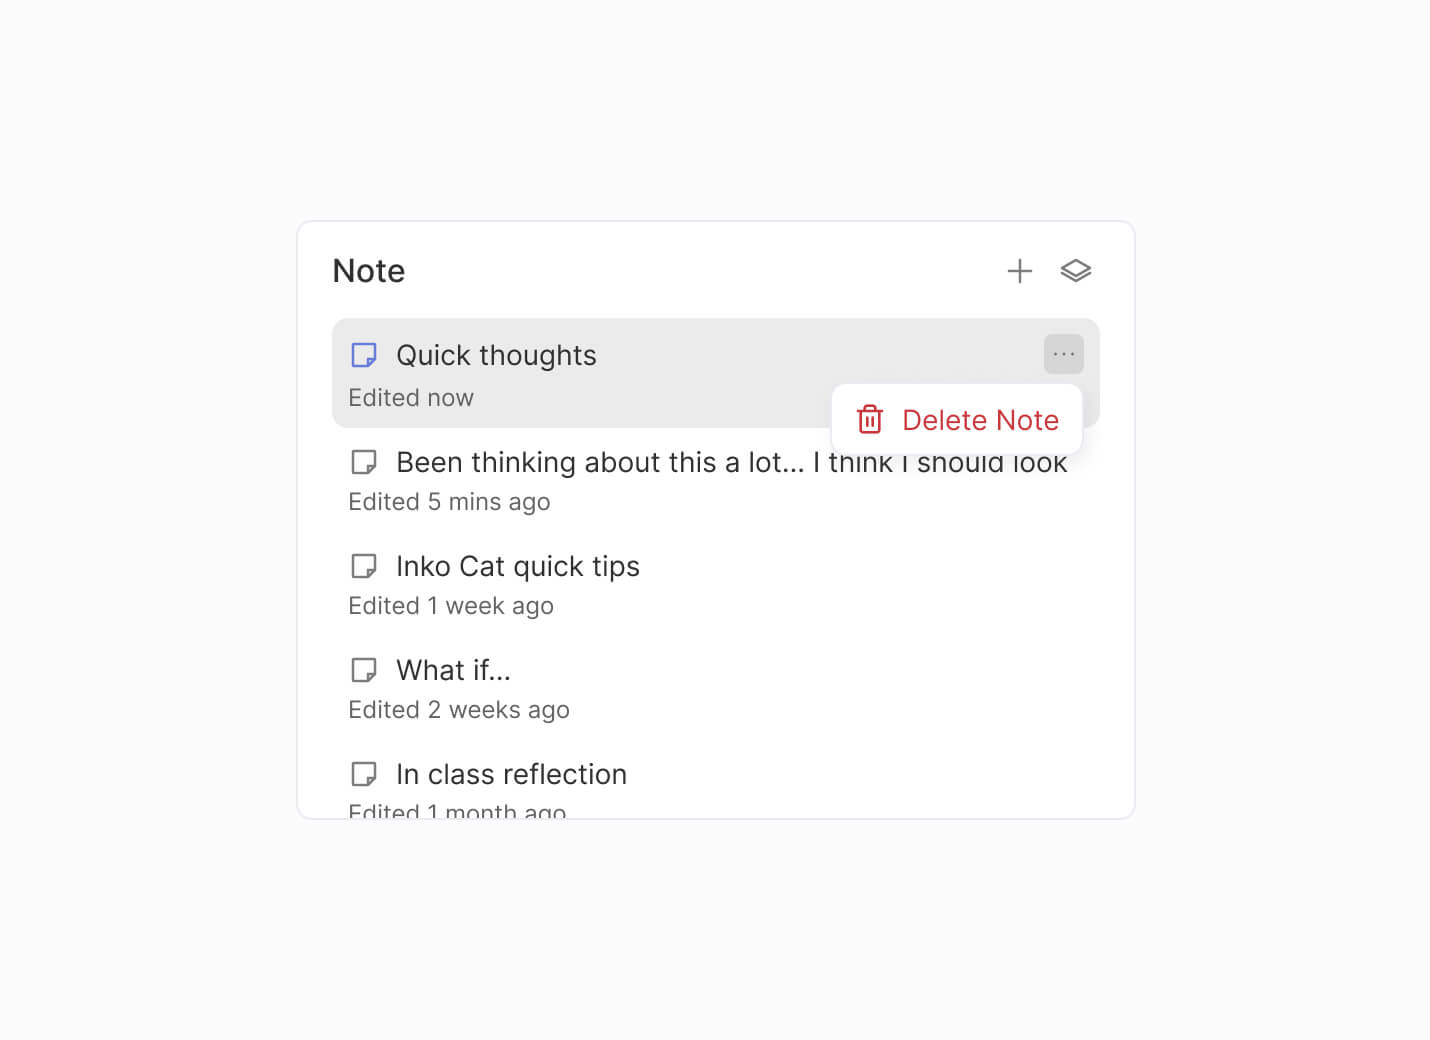 Note
Quick thoughts
...
Edited now
Delete Note
Been thinking about this a lot... I think I should look
Edited 5 mins ago
Inko Cat quick tips
Edited 1 week ago
What if...
Edited 2 weeks ago
In class reflection
Edited 1 month ago